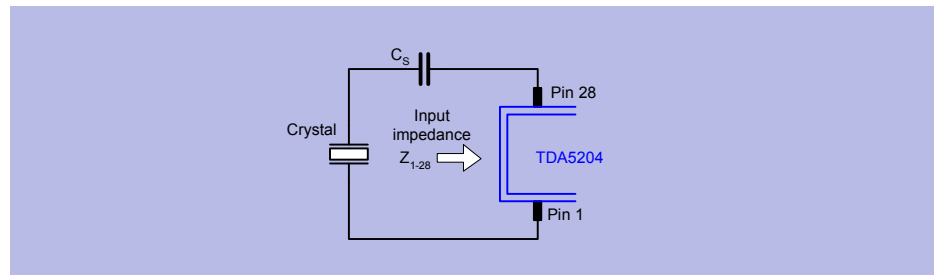 C_S
Pin 28
Input
impedance
Crystal
Z_1-28
TDA5204
Pin 1